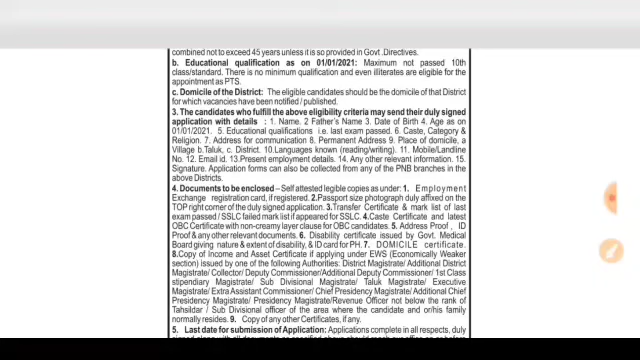 combined not to exceed 45 years unless it is so provided in Govt. Directives.
b. Educational qualification as on 01/01/2021: Maximum not passed 10th
class/standard. There is no minimum qualification and even illiterates are eligible for the
appointment as PTS.
c. Domicile of the District: The eligible candidates should be the domicile of that District
for which vacancies have been notified / published.
3. The candidates who fulfill the above eligibility criteria may send their duly signed
application with details : 1. Name. 2 Father's Name 3. Date of Birth 4. Age as on
01/01/2021. 5. Educational qualifications i.e. last exam passed. 6. Caste, Category &
Religion. 7. Address for communication 8. Permanent Address 9. Place of domicile, a
Village b.Taluk, c. District. 10.Languages known (reading/writing). 11. Mobile/Landline
No. 12. Email id. 13.Present employment details. 14. Any other relevant information. 15.
Signature. Application forms can also be collected from any of the PNB branches in the
above Districts.
4. Documents to be enclosed – Self attested legible copies as under: 1. Employment
Exchange registration card, if registered. 2.Passport size photograph duly affixed on the
TOP right corner of the duly signed application. 3.Transfer Certificate & mark list of last
exam passed / SSLC failed mark list if appeared for SSLC. 4. Caste Certificate and latest
OBC Certificate with non-creamy layer clause for OBC candidates. 5. Address Proof, ID
Proof & any other relevant documents. 6. Disability certificate issued by Govt. Medical
Board giving nature & extent of disability, & ID card for PH. 7. DOMICILE certificate.
8.Copy of Income and Asset Certificate if applying under EWS (Economically Weaker
section) issued by one of the following Authorities: District Magistrate/ Additional District
Magistrate/ Collector/ Deputy Commissioner/Additional Deputy Commissioner/ 1st Class
stipendiary Magistrate/ Sub Divisional Magistrate/ Taluk Magistrate/ Executive
Magistrate/ Extra Assistant Commissioner/ Chief Presidency Magistrate/ Additional Chief
Presidency Magistrate/ Presidency Magistrate/Revenue Officer not below the rank of
Tahsildar / Sub Divisional officer of the area where the candidate and or/his family
normally resides. 9. Copy of any other Certificates, if any.
5. Last date for submission of Application: Applications complete in all respects, duly